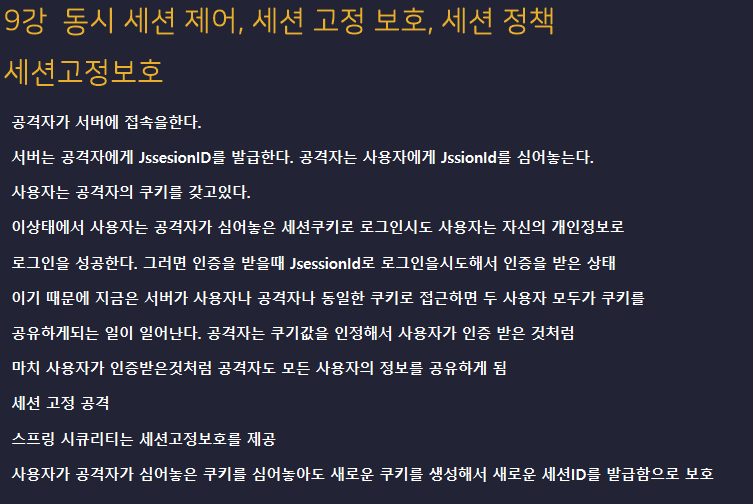 9강 동시 세션 제어, 세션 고정 보호, 세션 정책
세션고정보호
공격자가 서버에 접속을한다.
서버는 공격자에게 JssesionID를 발급한다. 공격자는 사용자에게 JssionId를 심어놓는다.
사용자는 공격자의 쿠키를 갖고있다.
이상태에서 사용자는 공격자가 심어놓은 세션쿠키로 로그인시도 사용자는 자신의 개인정보로
로그인을 성공한다. 그러면 인증을 받을때 JsessionId로 로그인을시도해서 인증을 받은 상태
이기 때문에 지금은 서버가 사용자나 공격자나 동일한 쿠키로 접근하면 두 사용자 모두가 쿠키를
공유하게되는 일이 일어난다. 공격자는 쿠기값을 인정해서 사용자가 인증 받은 것처럼
마치 사용자가 인증받은것처럼 공격자도 모든 사용자의 정보를 공유하게 됨
세션 고정 공격
스프링 시큐리티는 세션고정보호를 제공
사용자가 공격자가 심어놓은 쿠키를 심어놓아도 새로운 쿠키를 생성해서 새로운 세션ID를 발급함으로 보호